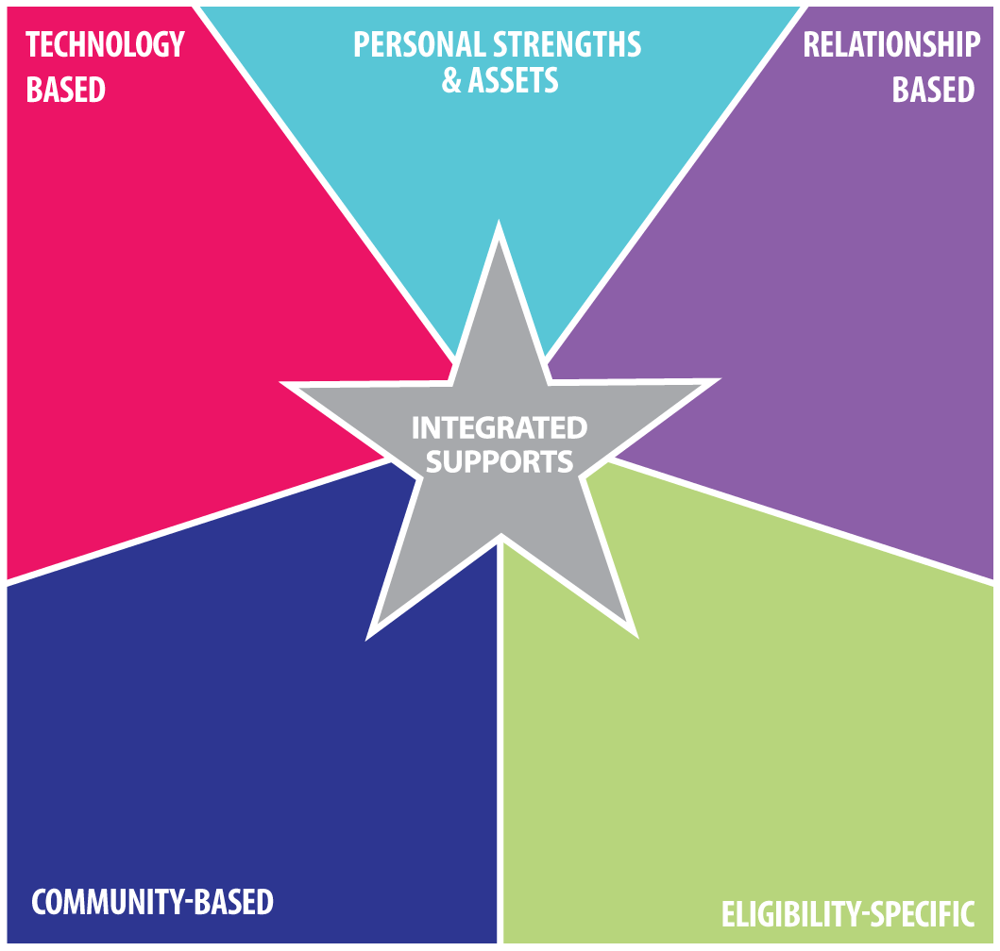 TECHNOLOGY
BASED
PERSONAL STRENGTHS
& ASSETS
RELATIONSHIP
BASED
INTEGRATED
SUPPORTS
COMMUNITY-BASED
ELIGIBILITY-SPECIFIC